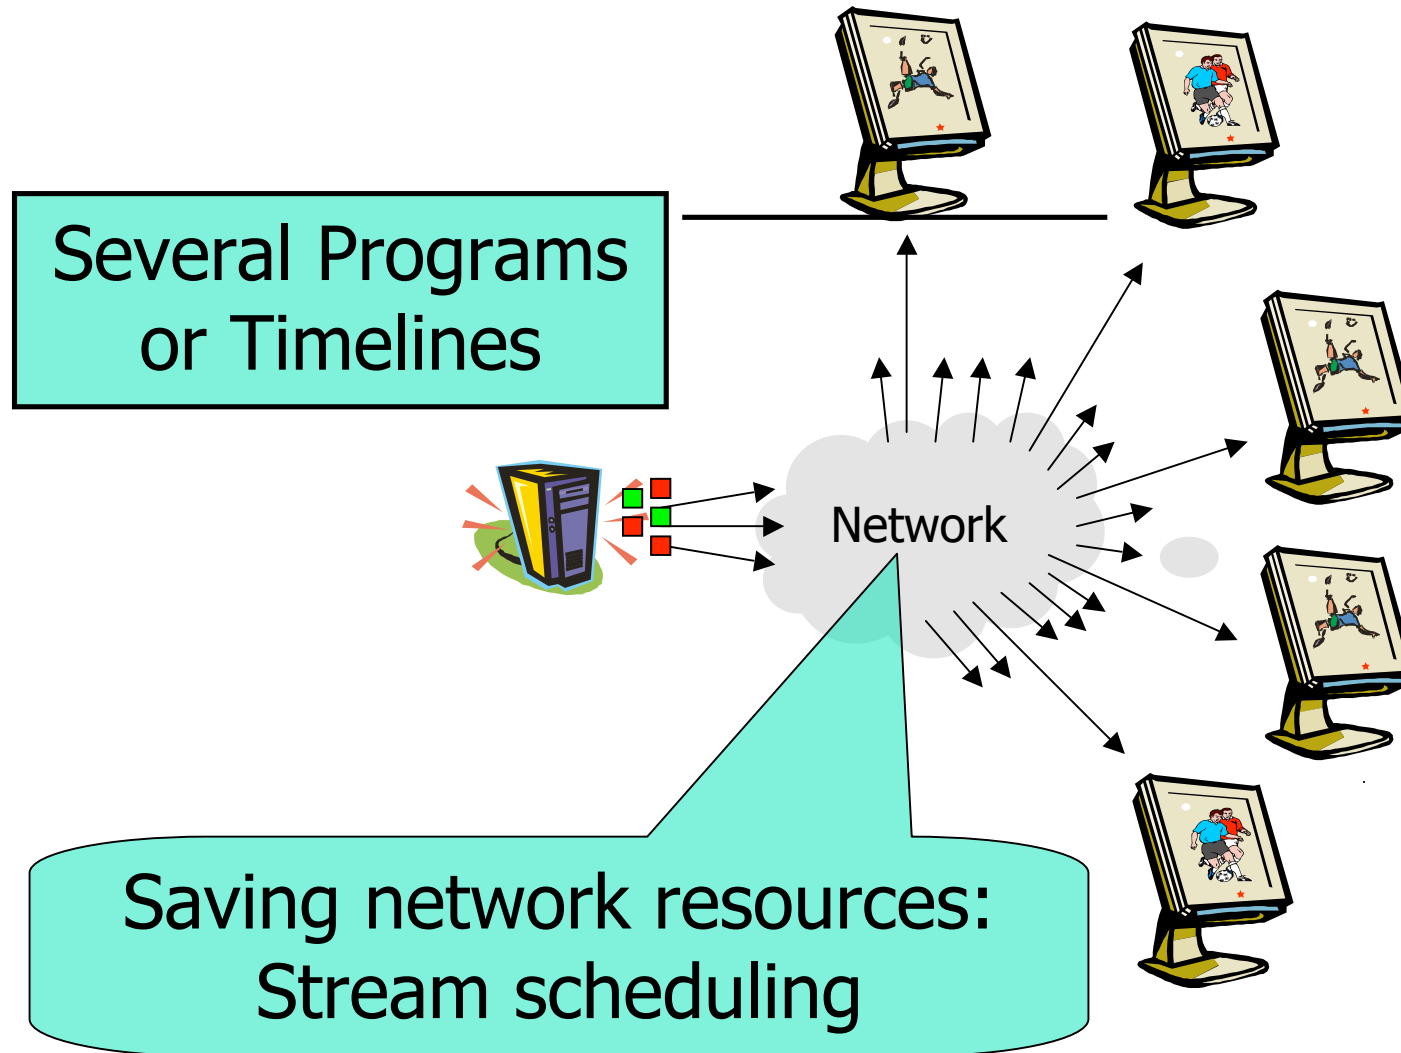 Several Programs
or Timelines
Network
Saving network resources:
Stream scheduling